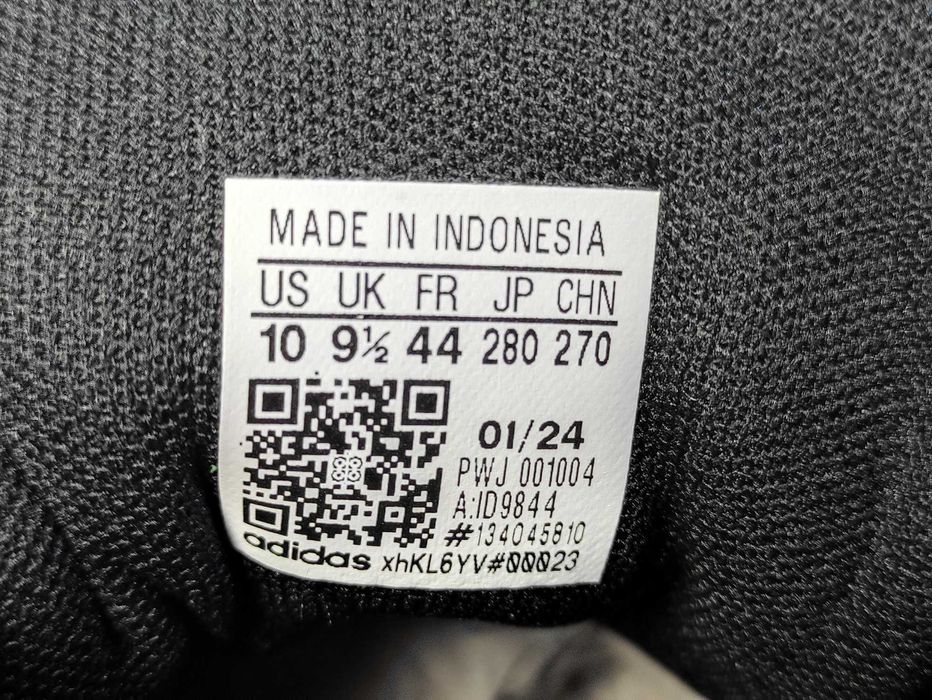 MADE IN INDONESIA
US UK FR JP CHN
10 9½ 44 280 270
01/24
PWJ 001004
A:ID9844
#134045810
adidas xhKL6YV#00023